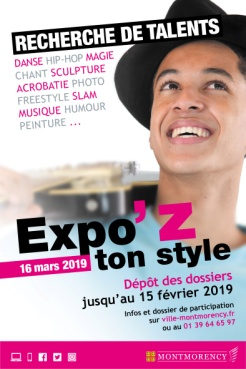 RECHERCHE DE TALENTS
DANSE HIP-HOP MAGIE
CHANT SCULPTURE
ACROBATIE PHOTO
FREESTYLE SLAM
MUSIQUE HUMOUR
PEINTURE ...
Expo'Z
16 mars 2019 ton style
Dépôt des dossiers
jusqu'au 15 février 2019
Infos et dossier de participation
sur ville-montmorency.fr
ou au 01 39 64 65 97
MONTMORENCY